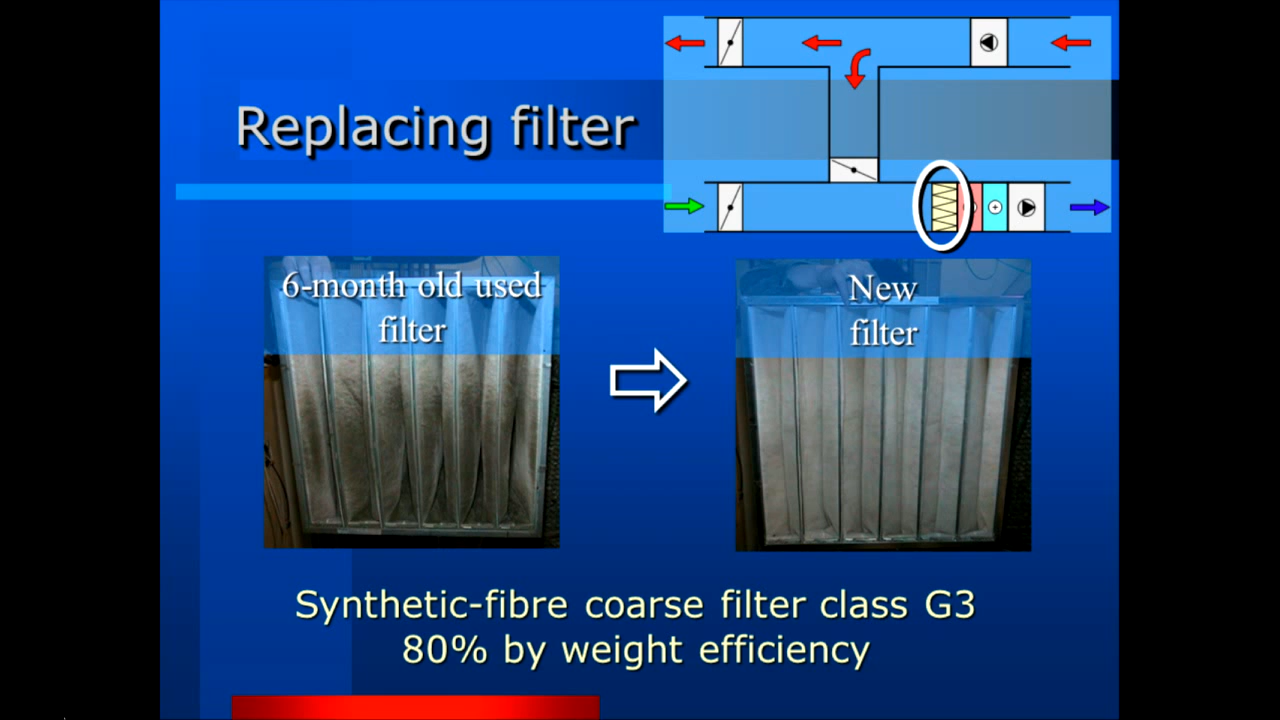 Replacing filter
6-month old used
filter
New
filter
Synthetic-fibre coarse filter class G3
80% by weight efficiency